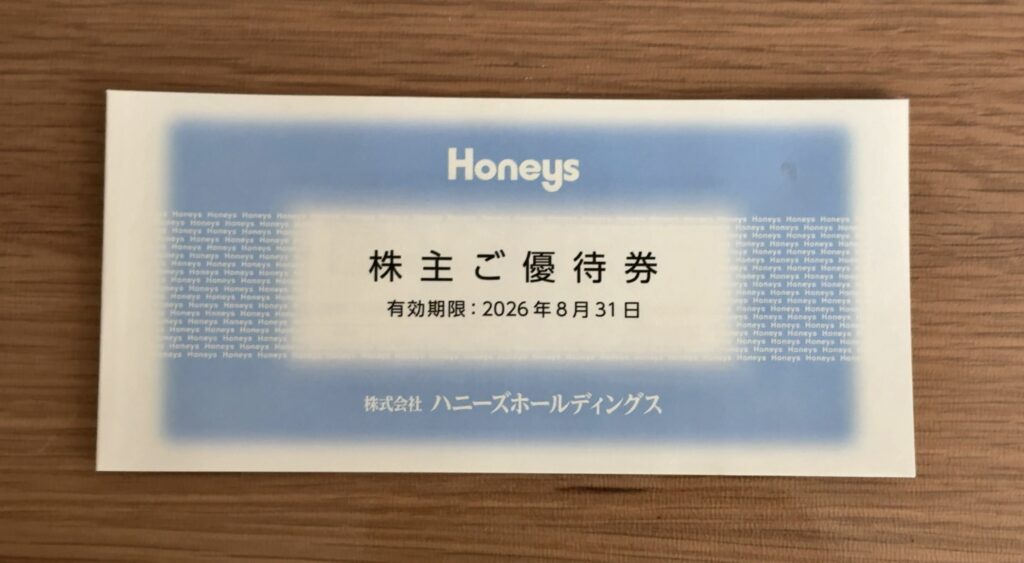 Honeys
株主ご優待券
有効期限：2026年8月31日
株式会社 ハニーズホールディングス